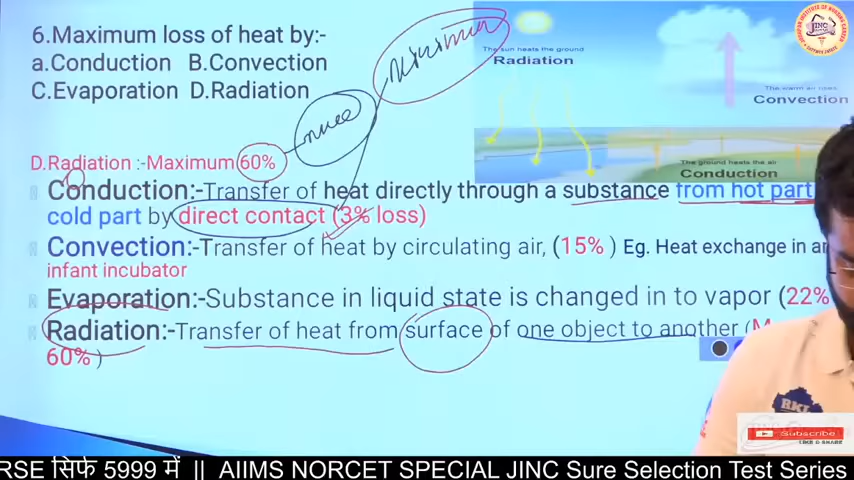 6.Maximum loss of heat by:-
a.Conduction B.Convection
C.Evaporation D.Radiation
minimum
The sun heats the ground
Radiation
The warm air rises
Convection
The ground heats the air
Conduction
D.Radiation :-Maximum 60%
Conduction:-Transfer of heat directly through a substance from hot part
cold part by direct contact (3% loss)
Convection:-Transfer of heat by circulating air, (15% ) Eg. Heat exchange in an
infant incubator
Evaporation:-Substance in liquid state is changed in to vapor (22%
Radiation:-Transfer of heat from surface of one object to another (M
60%)
JINC
RKL
Subscribe
LIKE & SHARE
RSE सिर्फ 5999 में || AIIMS NORCET SPECIAL JINC Sure Selection Test Series